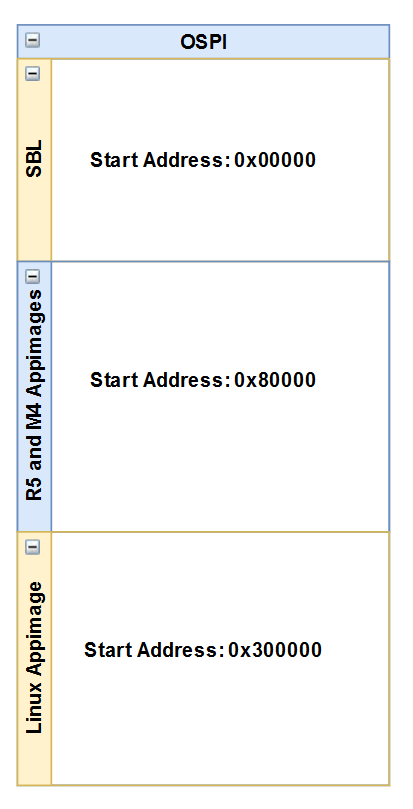 OSPI
SBL
Start Address: 0x00000
R5 and M4 Appimages
Start Address: 0x80000
Linux Appimage
Start Address: 0x300000